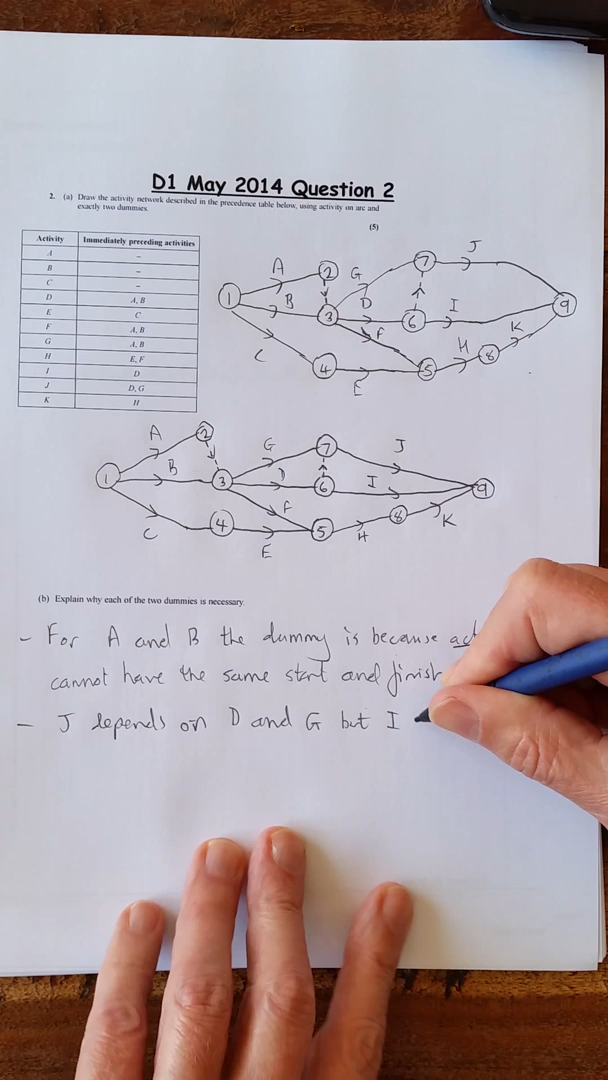 D1 May 2014 Question 2
2. (a) Draw the activity network described in the precedence table below, using activity on arc and
exactly two dummies.
(5)
Activity Immediately preceding activities
A –
B –
C –
D A, B
E C
F A, B
G A, B
H E, F
I D
J D, G
K H
A 2 G 7 J
1 B 3 D 6 I 9
C 4 E F 5 H 8 K
A 2
B G 7 J
1 3 D 6 I 9
C 4 E F 5 H 8 K
(b) Explain why each of the two dummies is necessary.
- For A and B the dummy is because
cannot have the same start and finish
- J depends on D and G but I